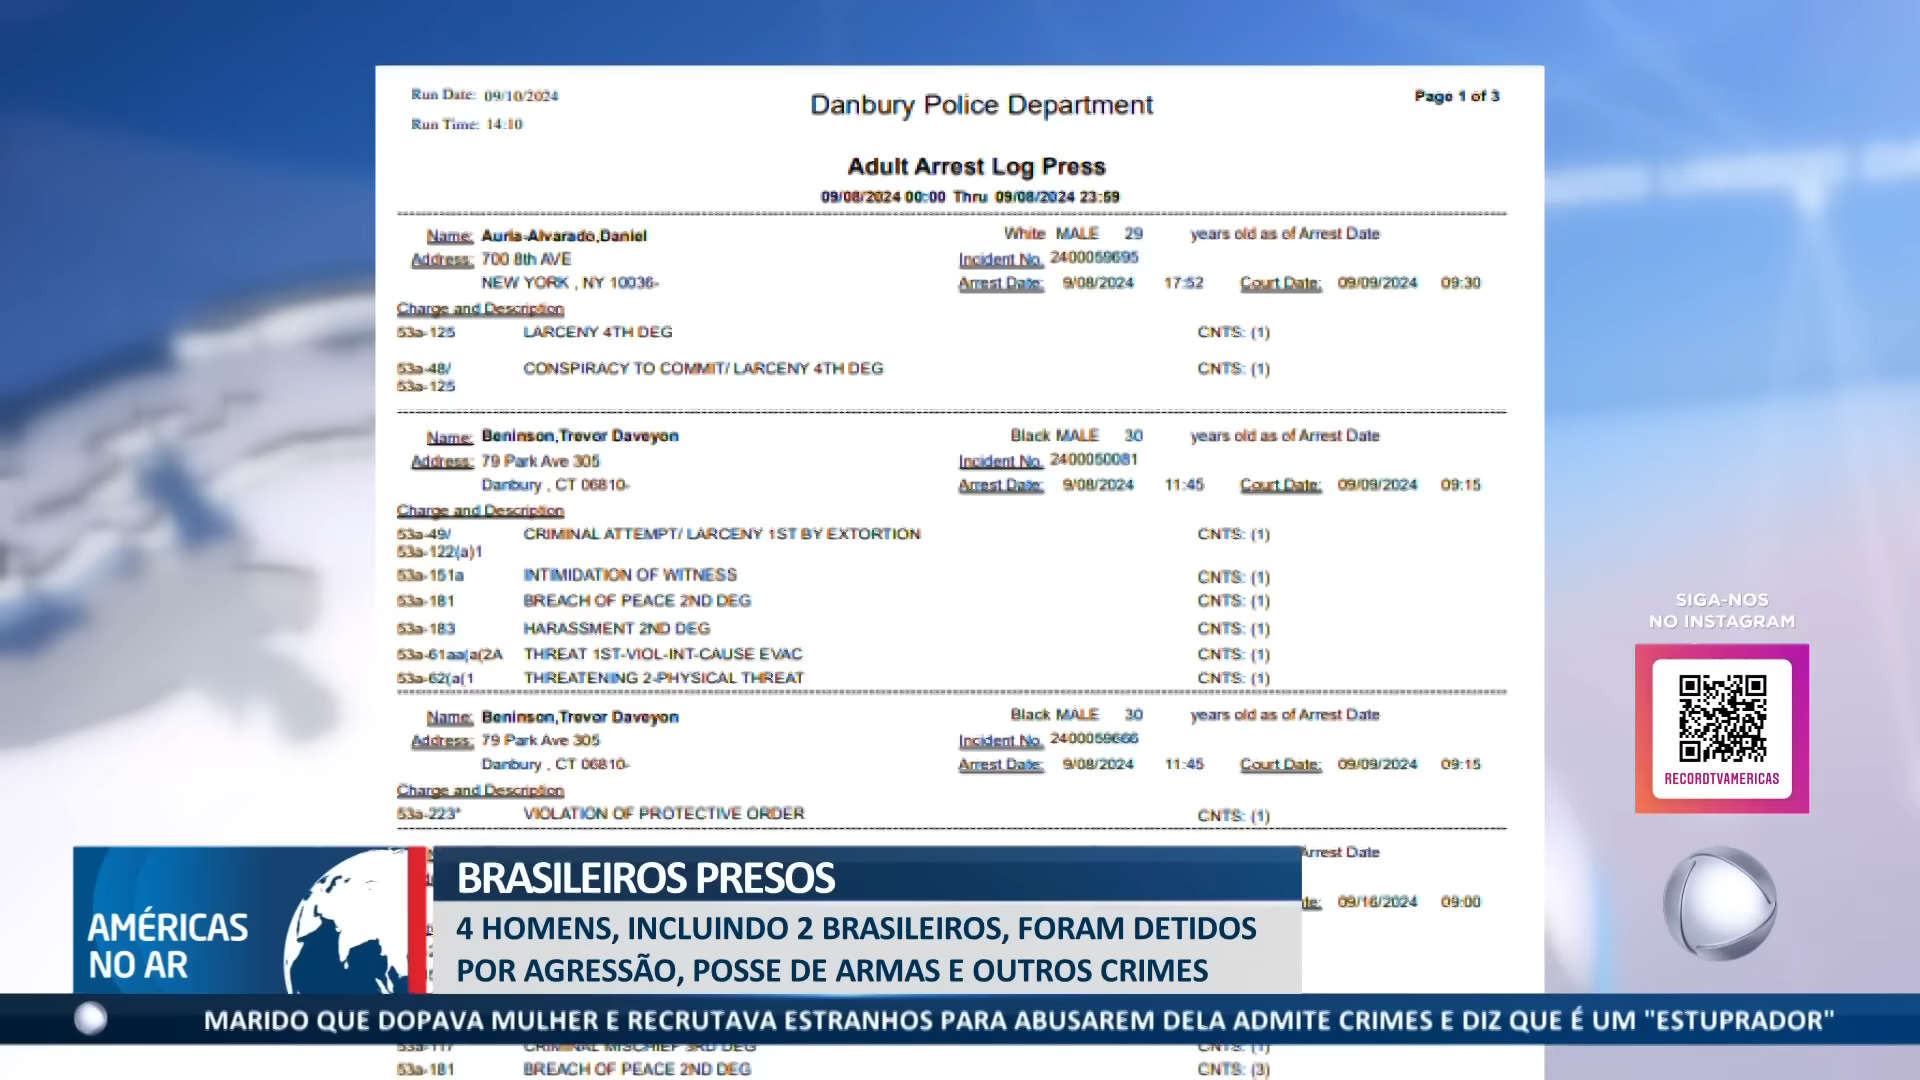 Run Date: 09/10/2024
Run Time: 14:10
Danbury Police Department
Page 1 of 3
Adult Arrest Log Press
09/08/2024 00:00 Thru 09/08/2024 23:59
Name: Auria-Alvarado,Daniel White MALE 29 years old as of Arrest Date
Address: 700 8th AVE Incident No. 2400059695
NEW YORK , NY 10036- Arrest Date: 9/08/2024 17:52 Court Date: 09/09/2024 09:30
Charge and Description
53a-125 LARCENY 4TH DEG CNTS: (1)
53a-48/ CONSPIRACY TO COMMIT/ LARCENY 4TH DEG CNTS: (1)
53a-125
Name: Beninson,Trevor Daveyon Black MALE 30 years old as of Arrest Date
Address: 79 Park Ave 305 Incident No. 2400050081
Danbury , CT 06810- Arrest Date: 9/08/2024 11:45 Court Date: 09/09/2024 09:15
Charge and Description
53a-49/ CRIMINAL ATTEMPT/ LARCENY 1ST BY EXTORTION CNTS: (1)
53a-122(a)1
53a-151a INTIMIDATION OF WITNESS CNTS: (1)
53a-181 BREACH OF PEACE 2ND DEG CNTS: (1)
53a-183 HARASSMENT 2ND DEG CNTS: (1)
53a-61aa(a(2A THREAT 1ST-VIOL-INT-CAUSE EVAC CNTS: (1)
53a-62(a(1 THREATENING 2-PHYSICAL THREAT CNTS: (1)
Name: Beninson,Trevor Daveyon Black MALE 30 years old as of Arrest Date
Address: 79 Park Ave 305 Incident No. 2400059666
Danbury , CT 06810- Arrest Date: 9/08/2024 11:45 Court Date: 09/09/2024 09:15
Charge and Description
53a-223* VIOLATION OF PROTECTIVE ORDER CNTS: (1)
Arrest Date
09/16/2024 09:00
SIGA-NOS
NO INSTAGRAM
RECORDTVAMERICAS
AMÉRICAS
NO AR
BRASILEIROS PRESOS
4 HOMENS, INCLUINDO 2 BRASILEIROS, FORAM DETIDOS
POR AGRESSÃO, POSSE DE ARMAS E OUTROS CRIMES
MARIDO QUE DOPAVA MULHER E RECRUTAVA ESTRANHOS PARA ABUSAREM DELA ADMITE CRIMES E DIZ QUE É UM "ESTUPRADOR"
53a-117 CRIMINAL MISCHIEF 3RD DEG CNTS: (1)
53a-181 BREACH OF PEACE 2ND DEG CNTS: (3)